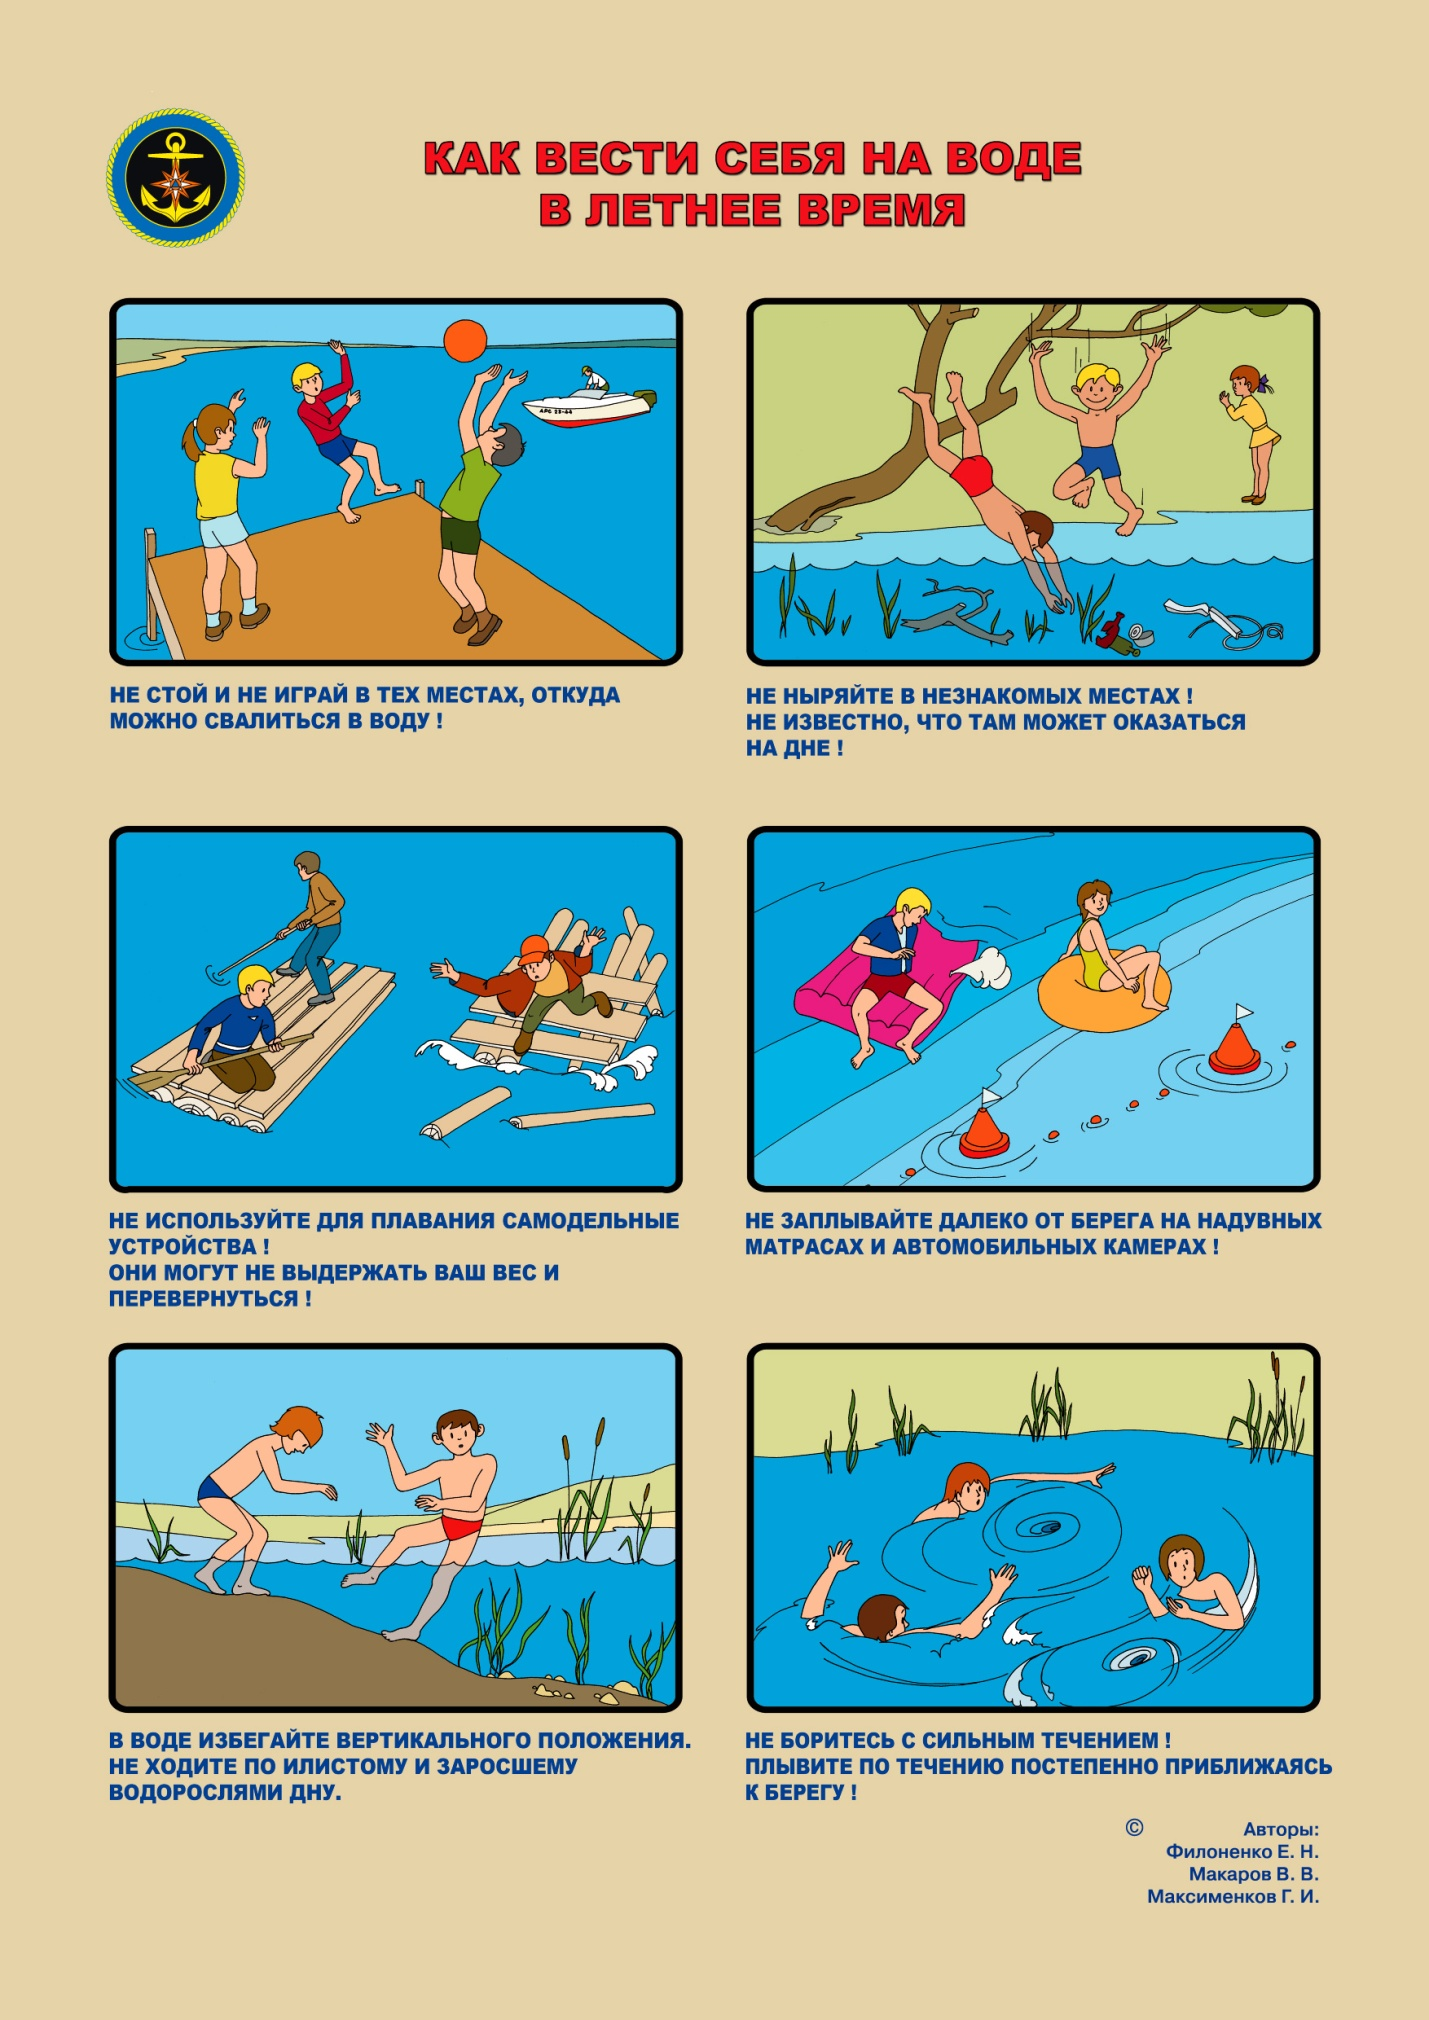 КАК ВЕСТИ СЕБЯ НА ВОДЕ
В ЛЕТНЕЕ ВРЕМЯ
АРС 23-44
НЕ СТОЙ И НЕ ИГРАЙ В ТЕХ МЕСТАХ, ОТКУДА
МОЖНО СВАЛИТЬСЯ В ВОДУ !
НЕ НЫРЯЙТЕ В НЕЗНАКОМЫХ МЕСТАХ !
НЕ ИЗВЕСТНО, ЧТО ТАМ МОЖЕТ ОКАЗАТЬСЯ
НА ДНЕ !
НЕ ИСПОЛЬЗУЙТЕ ДЛЯ ПЛАВАНИЯ САМОДЕЛЬНЫЕ
УСТРОЙСТВА !
ОНИ МОГУТ НЕ ВЫДЕРЖАТЬ ВАШ ВЕС И
ПЕРЕВЕРНУТЬСЯ !
НЕ ЗАПЛЫВАЙТЕ ДАЛЕКО ОТ БЕРЕГА НА НАДУВНЫХ
МАТРАСАХ И АВТОМОБИЛЬНЫХ КАМЕРАХ !
В ВОДЕ ИЗБЕГАЙТЕ ВЕРТИКАЛЬНОГО ПОЛОЖЕНИЯ.
НЕ ХОДИТЕ ПО ИЛИСТОМУ И ЗАРОСШЕМУ
ВОДОРОСЛЯМИ ДНУ.
НЕ БОРИТЕСЬ С СИЛЬНЫМ ТЕЧЕНИЕМ !
ПЛЫВИТЕ ПО ТЕЧЕНИЮ ПОСТЕПЕННО ПРИБЛИЖАЯСЬ
К БЕРЕГУ !
© Авторы:
Филоненко Е. Н.
Макаров В. В.
Максименков Г. И.